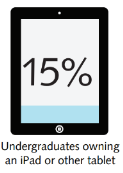 15%
Undergraduates owning
an iPad or other tablet